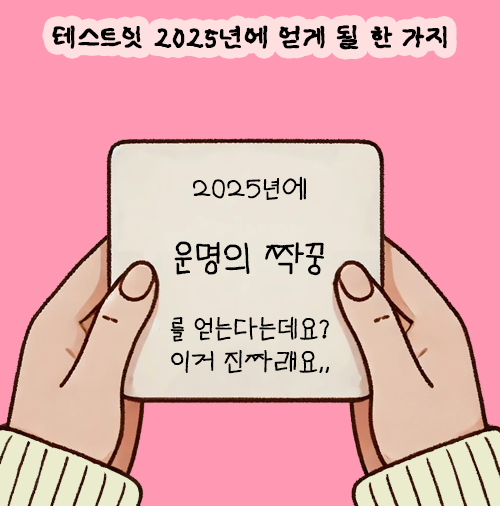 테스트잇 2025년에 얻게 될 한 가지
2025년에
운명의 짝꿍
를 얻는다는데요?
이거 진짜래요,,